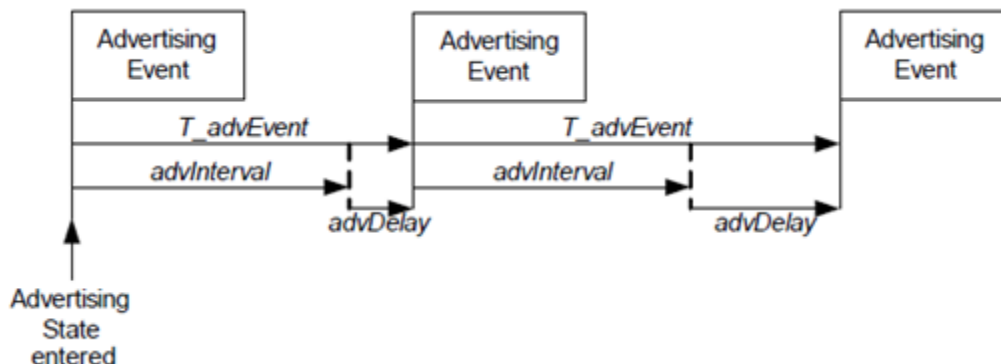 Advertising
Event
Advertising
Event
Advertising
Event
T_advEvent
T_advEvent
advInterval
advInterval
advDelay
advDelay
Advertising
State
entered